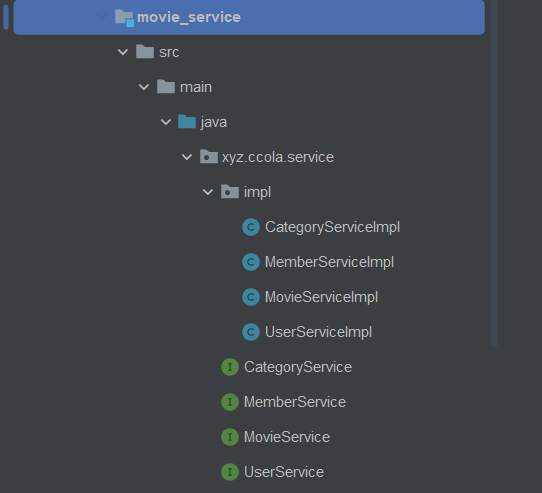 movie_service
src
main
java
xyz.ccola.service
impl
C CategoryServiceImpl
C MemberServiceImpl
C MovieServiceImpl
C UserServiceImpl
I CategoryService
I MemberService
I MovieService
I UserService